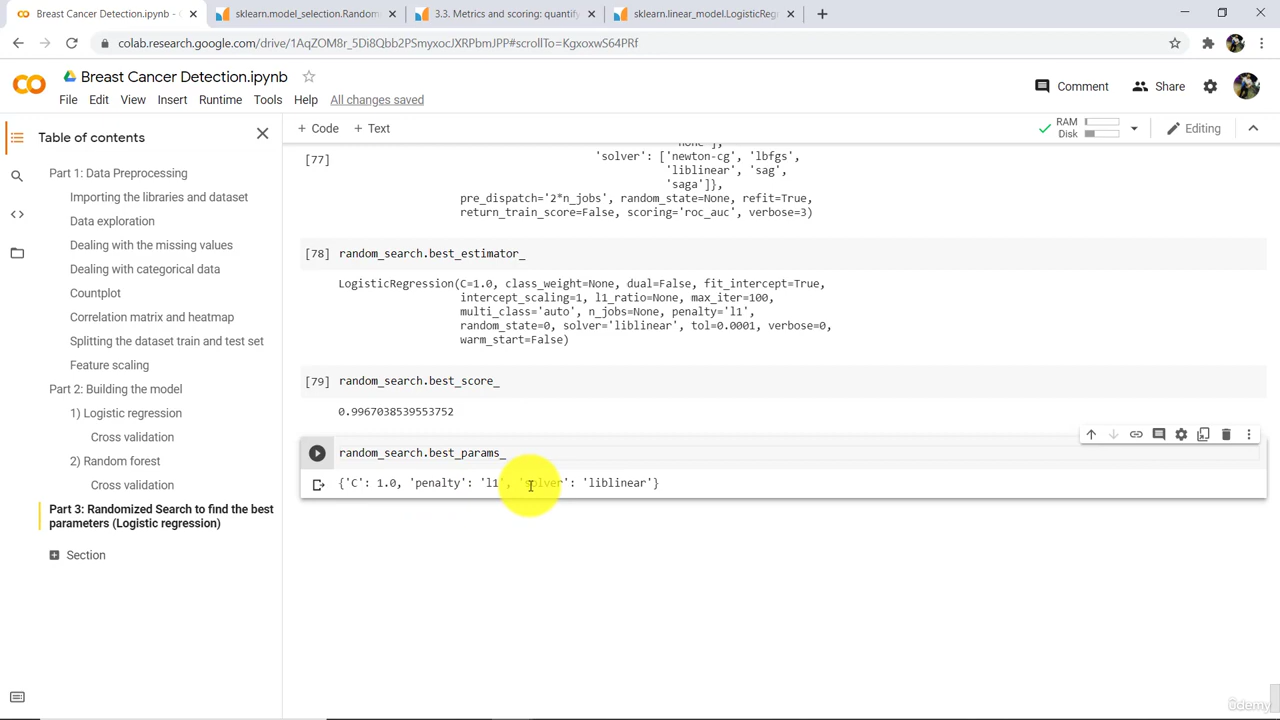 Breast Cancer Detection.ipynb - C
sklearn.model_selection.Random
3.3. Metrics and scoring: quantify
sklearn.linear_model.LogisticReg
colab.research.google.com/drive/1AqZOM8r_5Di8Qbb2PSmyxocJXRPbmJPP#scrollTo=KgxoxwS64PRf
Breast Cancer Detection.ipynb
Comment
Share
File Edit View Insert Runtime Tools Help All changes saved
Table of contents
+ Code + Text
RAM
Disk
Editing
Part 1: Data Preprocessing
Importing the libraries and dataset
Data exploration
Dealing with the missing values
Dealing with categorical data
Countplot
Correlation matrix and heatmap
Splitting the dataset train and test set
Feature scaling
Part 2: Building the model
1) Logistic regression
Cross validation
2) Random forest
Cross validation
Part 3: Randomized Search to find the best
parameters (Logistic regression)
Section
'none'],
[77] 'solver': ['newton-cg', 'lbfgs',
'liblinear', 'sag',
'saga']},
pre_dispatch='2*n_jobs', random_state=None, refit=True,
return_train_score=False, scoring='roc_auc', verbose=3)
[78] random_search.best_estimator_
LogisticRegression(C=1.0, class_weight=None, dual=False, fit_intercept=True,
intercept_scaling=1, l1_ratio=None, max_iter=100,
multi_class='auto', n_jobs=None, penalty='l1',
random_state=0, solver='liblinear', tol=0.0001, verbose=0,
warm_start=False)
[79] random_search.best_score_
0.9967038539553752
random_search.best_params_
{'C': 1.0, 'penalty': 'l1', 'solver': 'liblinear'}
ûdemy